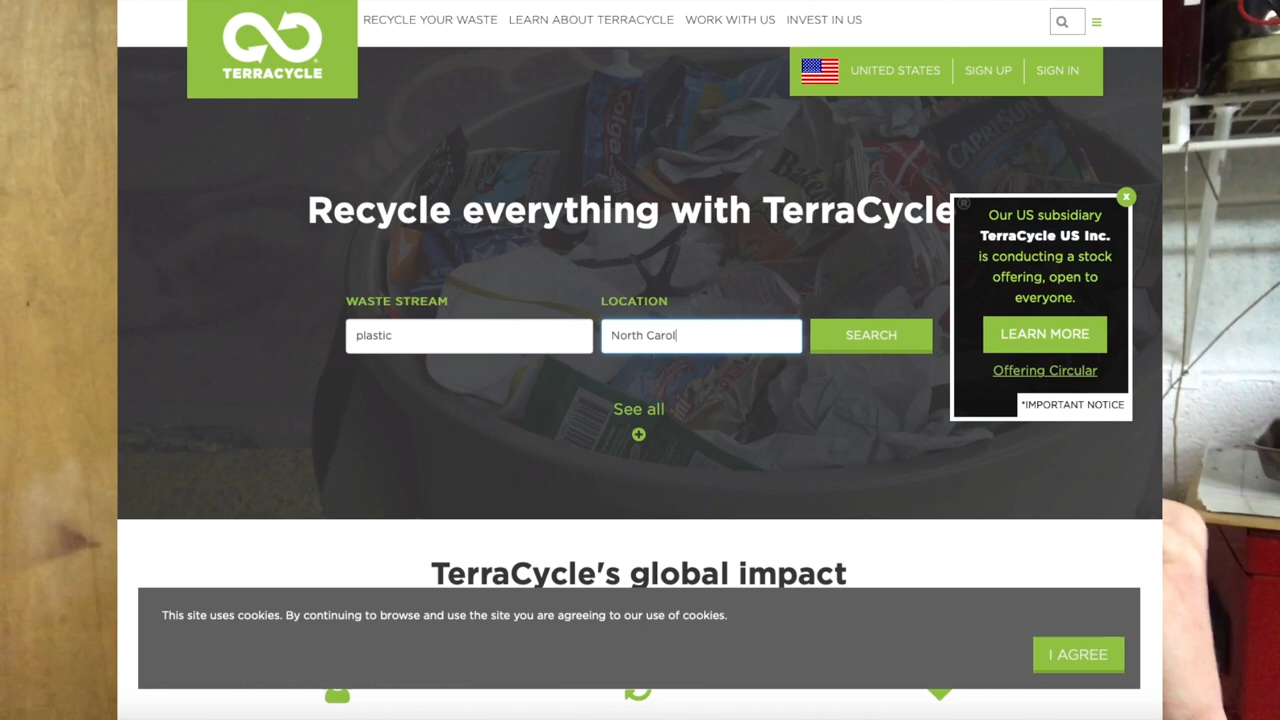 RECYCLE YOUR WASTE LEARN ABOUT TERRACYCLE WORK WITH US INVEST IN US
TERRACYCLE®
UNITED STATES SIGN UP SIGN IN
Colgate
CAPRISUN
Recycle everything with TerraCycle®
x
Our US subsidiary
TerraCycle US Inc.
is conducting a stock
offering, open to
everyone.
LEARN MORE
Offering Circular
*IMPORTANT NOTICE
WASTE STREAM LOCATION
plastic North Carol SEARCH
See all
TerraCycle's global impact
This site uses cookies. By continuing to browse and use the site you are agreeing to our use of cookies.
I AGREE